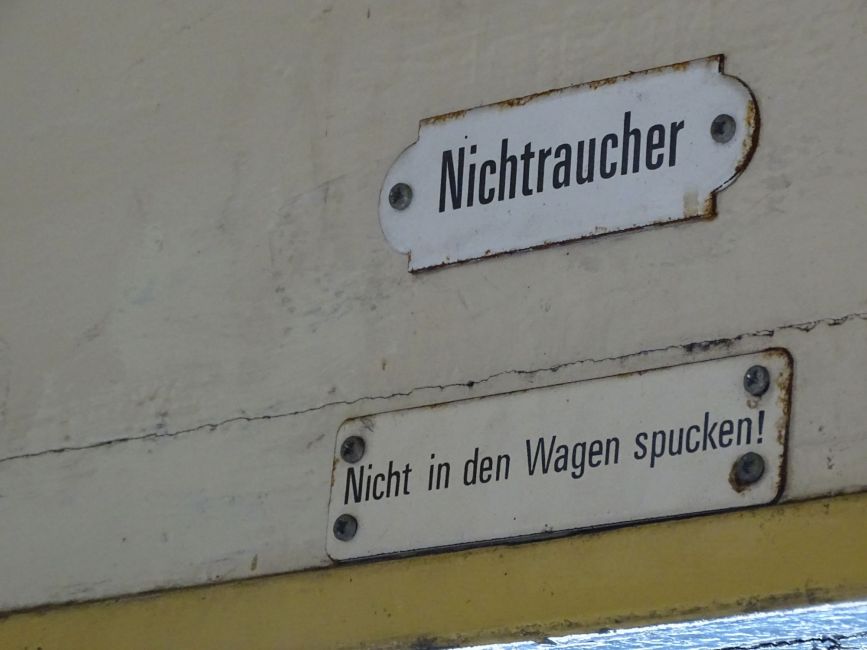 Nichtraucher
Nicht in den Wagen spucken!